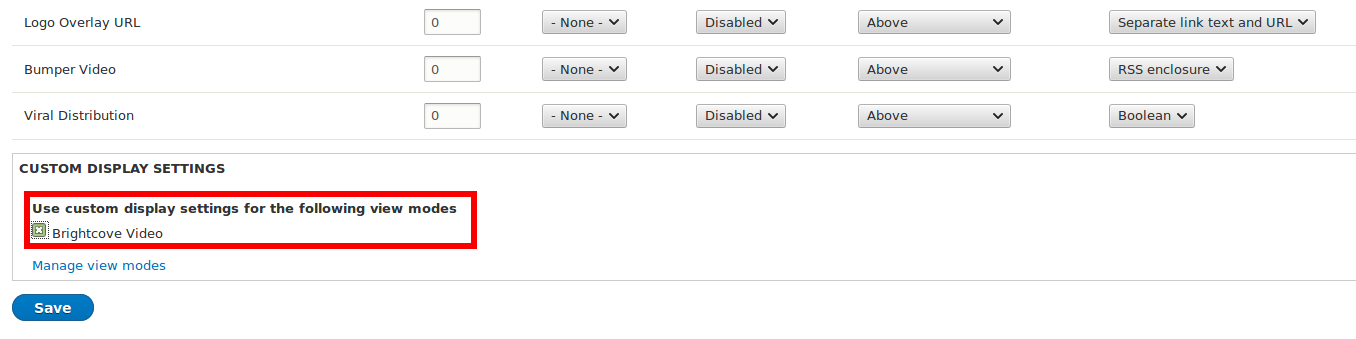 Logo Overlay URL 0 - None - Disabled Above Separate link text and URL
Bumper Video 0 - None - Disabled Above RSS enclosure
Viral Distribution 0 - None - Disabled Above Boolean
CUSTOM DISPLAY SETTINGS
Use custom display settings for the following view modes
Brightcove Video
Manage view modes
Save